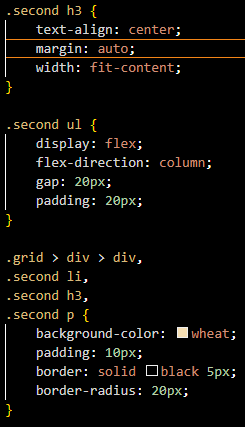 .second h3 {
text-align: center;
margin: auto;
width: fit-content;
}
.second ul {
display: flex;
flex-direction: column;
gap: 20px;
padding: 20px;
}
.grid > div > div,
.second li,
.second h3,
.second p {
background-color: wheat;
padding: 10px;
border: solid black 5px;
border-radius: 20px;
}